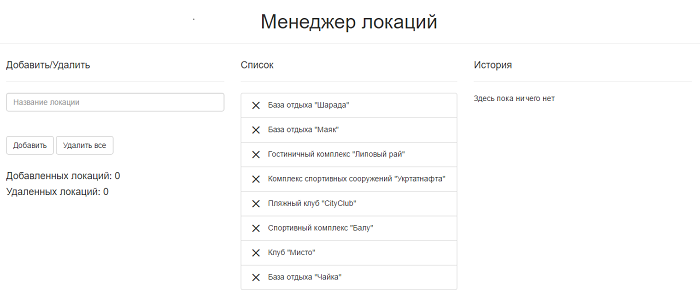 Менеджер локаций
Добавить/Удалить
Название локации
Добавить
Удалить все
Добавленных локаций: 0
Удаленных локаций: 0
Список
База отдыха "Шарада"
База отдыха "Маяк"
Гостиничный комплекс "Липовый рай"
Комплекс спортивных сооружений "Укртатнафта"
Пляжный клуб "CityClub"
Спортивный комплекс "Балу"
Клуб "Мисто"
База отдыха "Чайка"
История
Здесь пока ничего нет